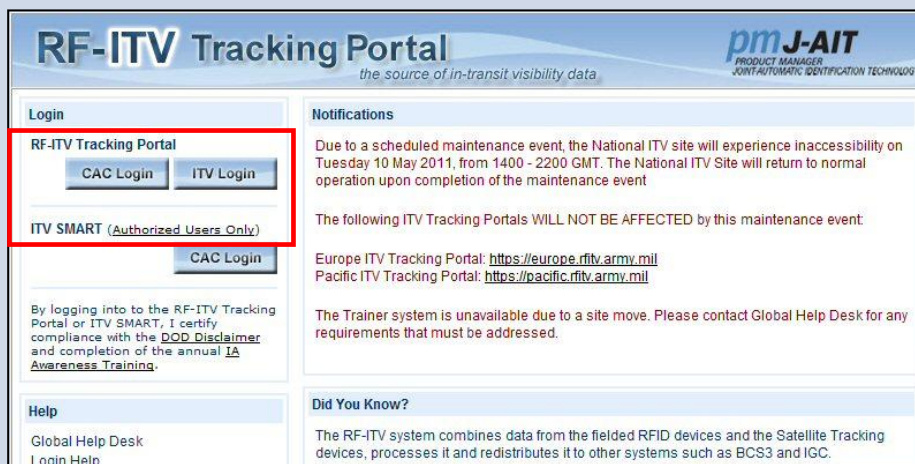 RF-ITV Tracking Portal
the source of in-transit visibility data
pm J-AIT
PRODUCT MANAGER
JOINT-AUTOMATIC IDENTIFICATION TECHNOLOG
Login
RF-ITV Tracking Portal
CAC Login ITV Login
ITV SMART (Authorized Users Only)
CAC Login
By logging into to the RF-ITV Tracking
Portal or ITV SMART, I certify
compliance with the DOD Disclaimer
and completion of the annual IA
Awareness Training.
Help
Global Help Desk
Login Help
Notifications
Due to a scheduled maintenance event, the National ITV site will experience inaccessibility on
Tuesday 10 May 2011, from 1400 - 2200 GMT. The National ITV Site will return to normal
operation upon completion of the maintenance event
The following ITV Tracking Portals WILL NOT BE AFFECTED by this maintenance event:
Europe ITV Tracking Portal: https://europe.rfitv.army.mil
Pacific ITV Tracking Portal: https://pacific.rfitv.army.mil
The Trainer system is unavailable due to a site move. Please contact Global Help Desk for any
requirements that must be addressed.
Did You Know?
The RF-ITV system combines data from the fielded RFID devices and the Satellite Tracking
devices, processes it and redistributes it to other systems such as BCS3 and IGC.